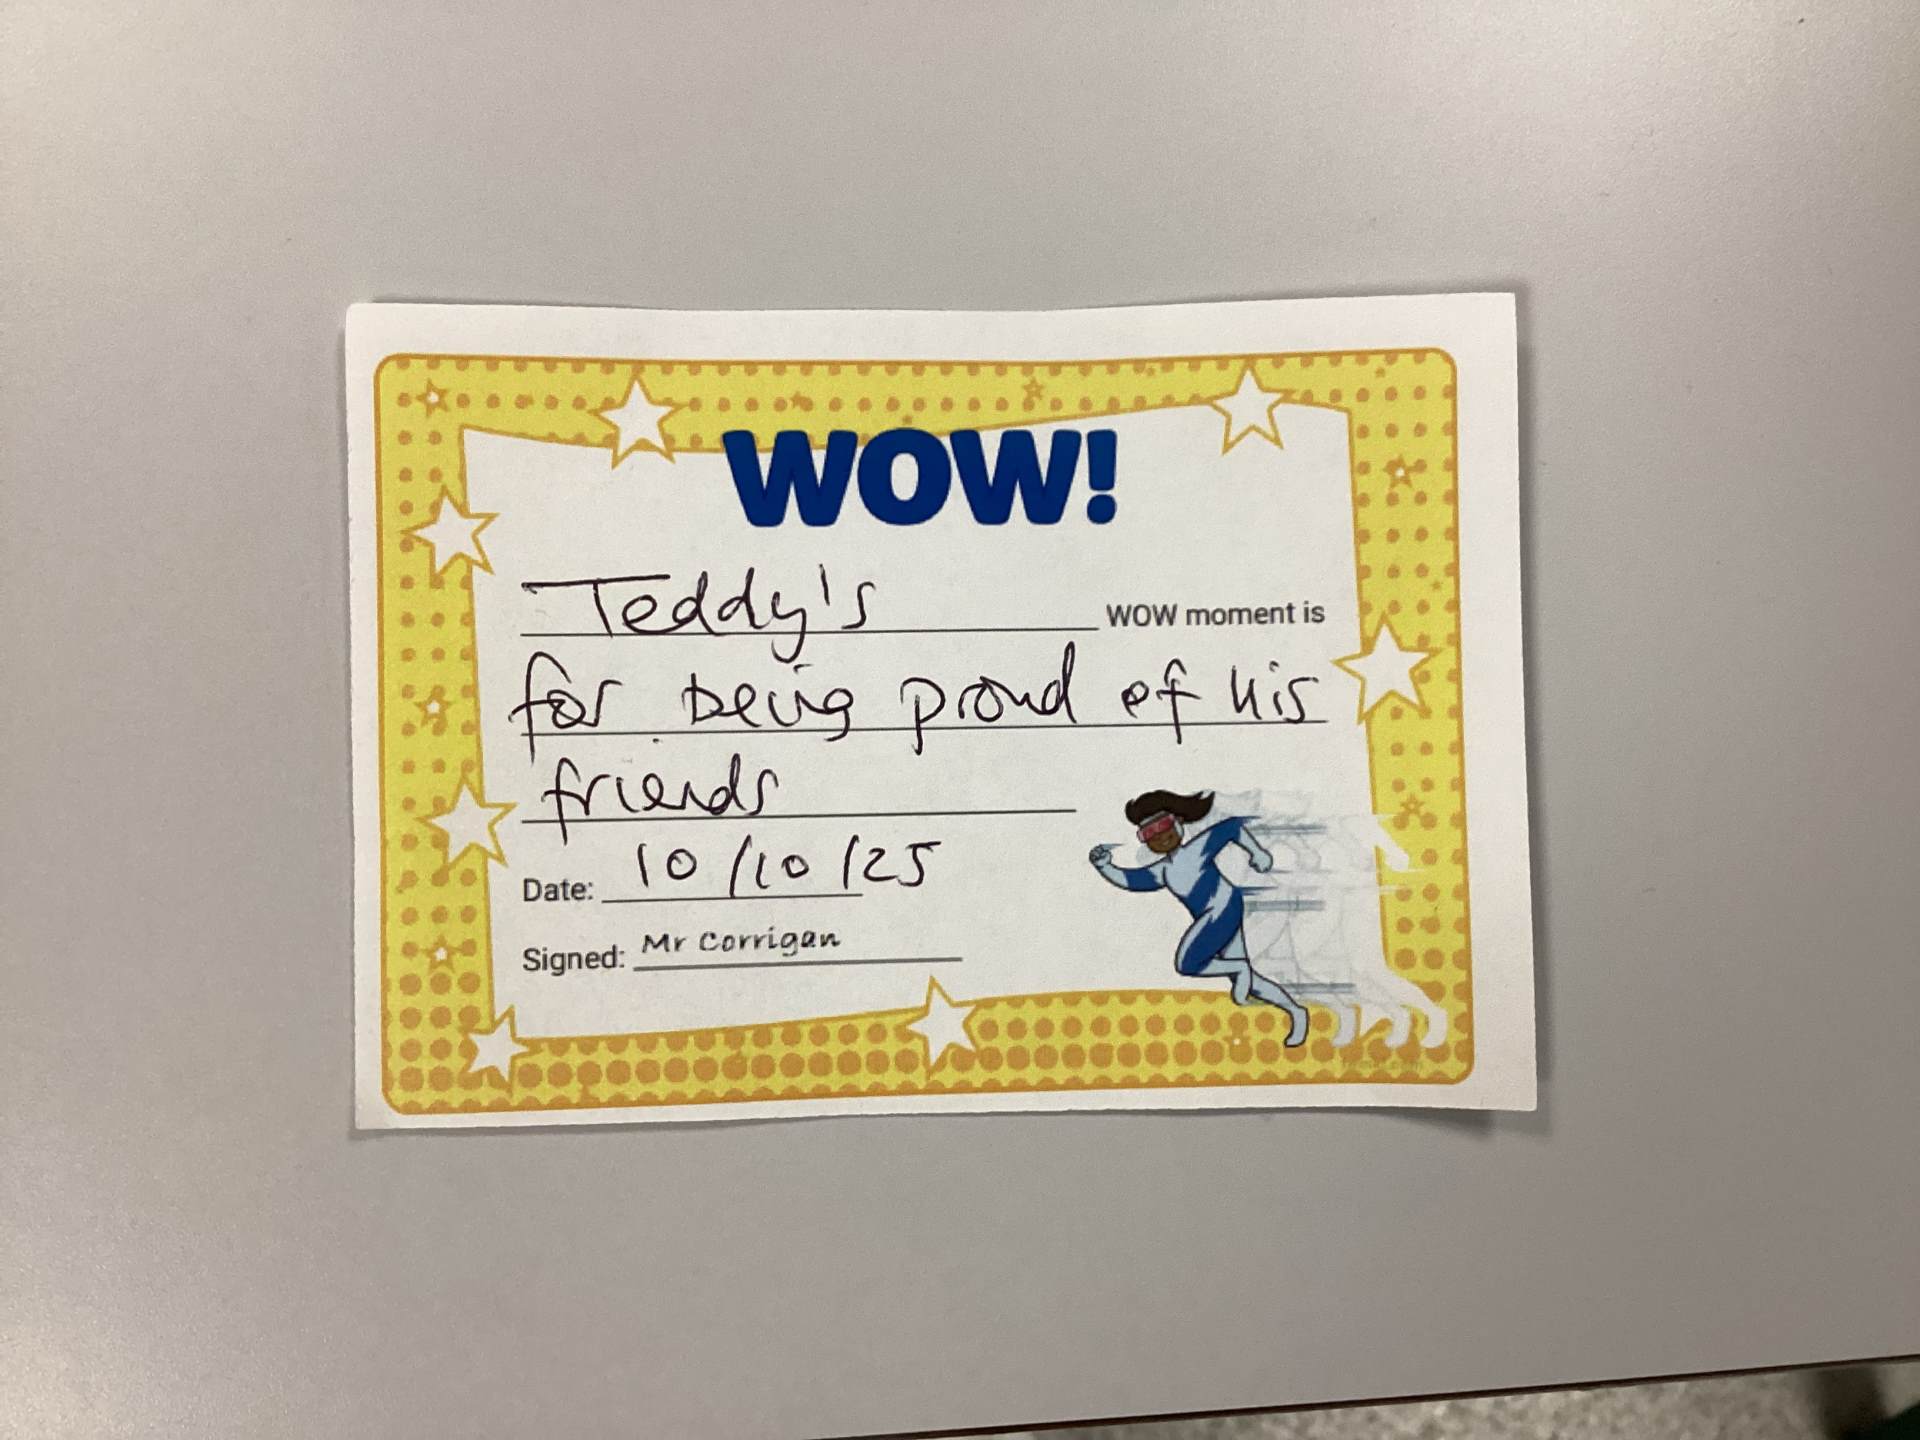 WOW!
Teddy's WOW moment is
for being proud of his
friends
Date: 10/10/25
Signed: Mr Corrigan